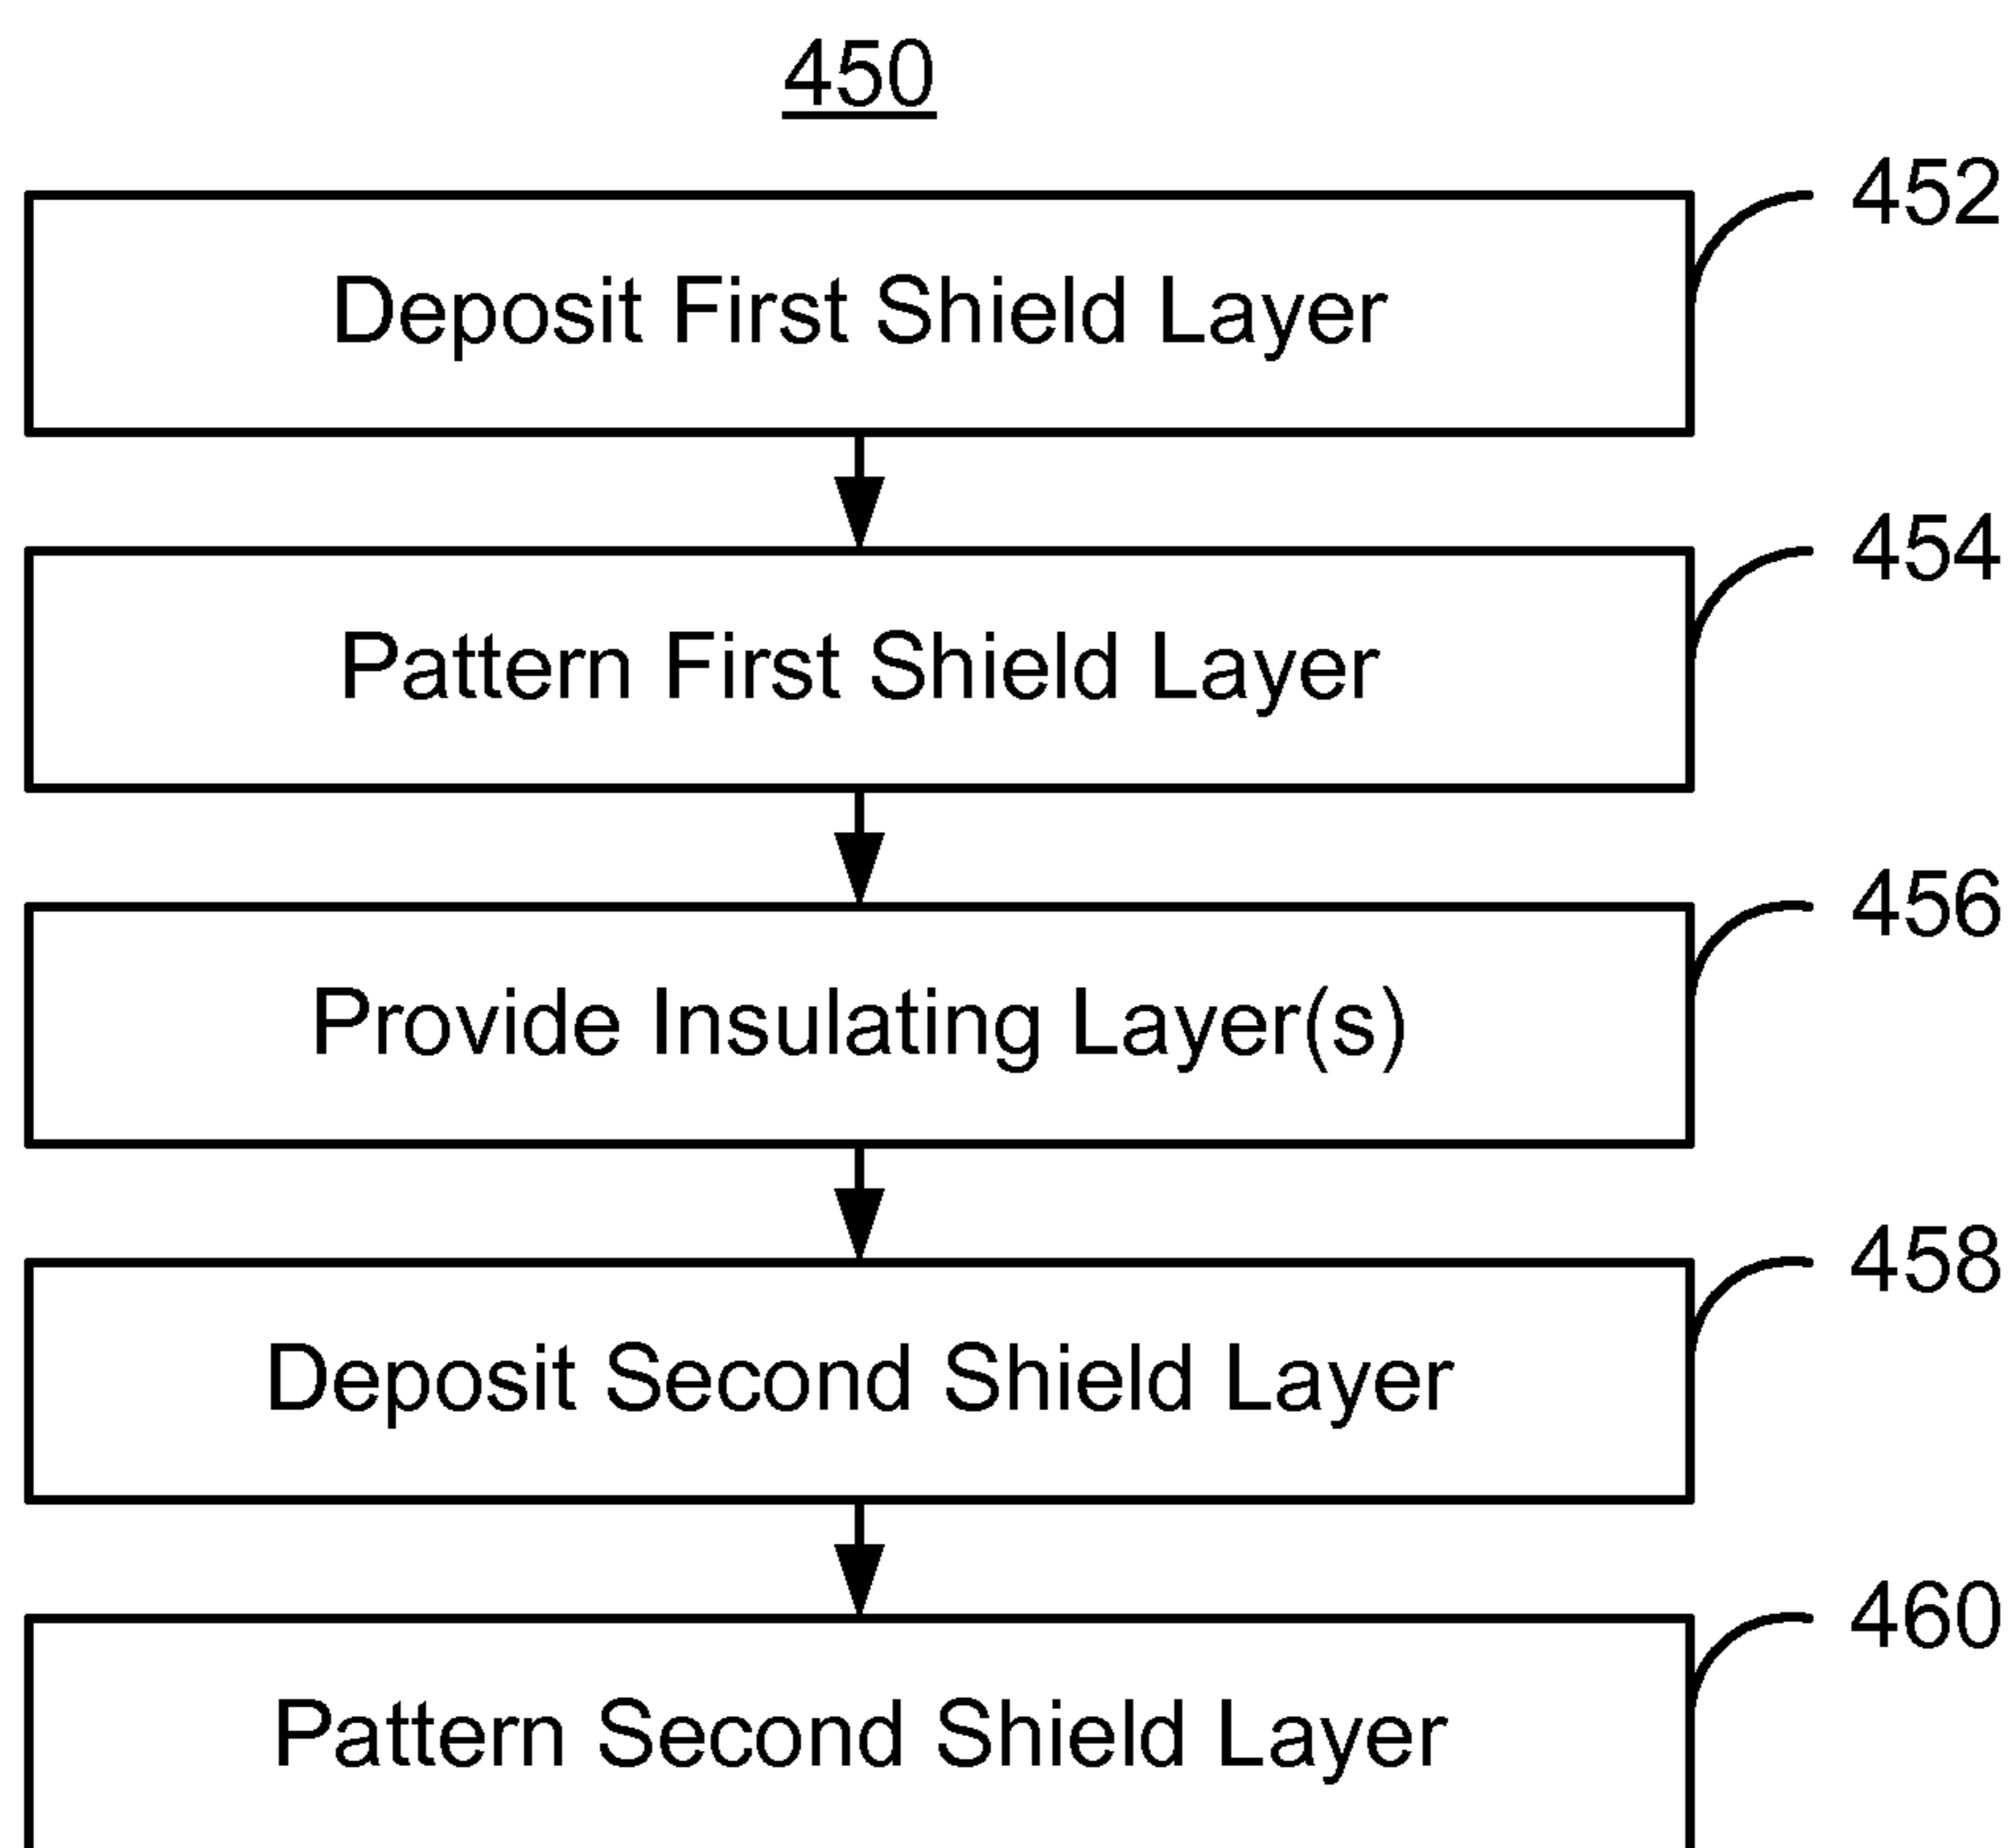 450
452
Deposit First Shield Layer
454
Pattern First Shield Layer
456
Provide Insulating Layer(s)
458
Deposit Second Shield Layer
460
Pattern Second Shield Layer